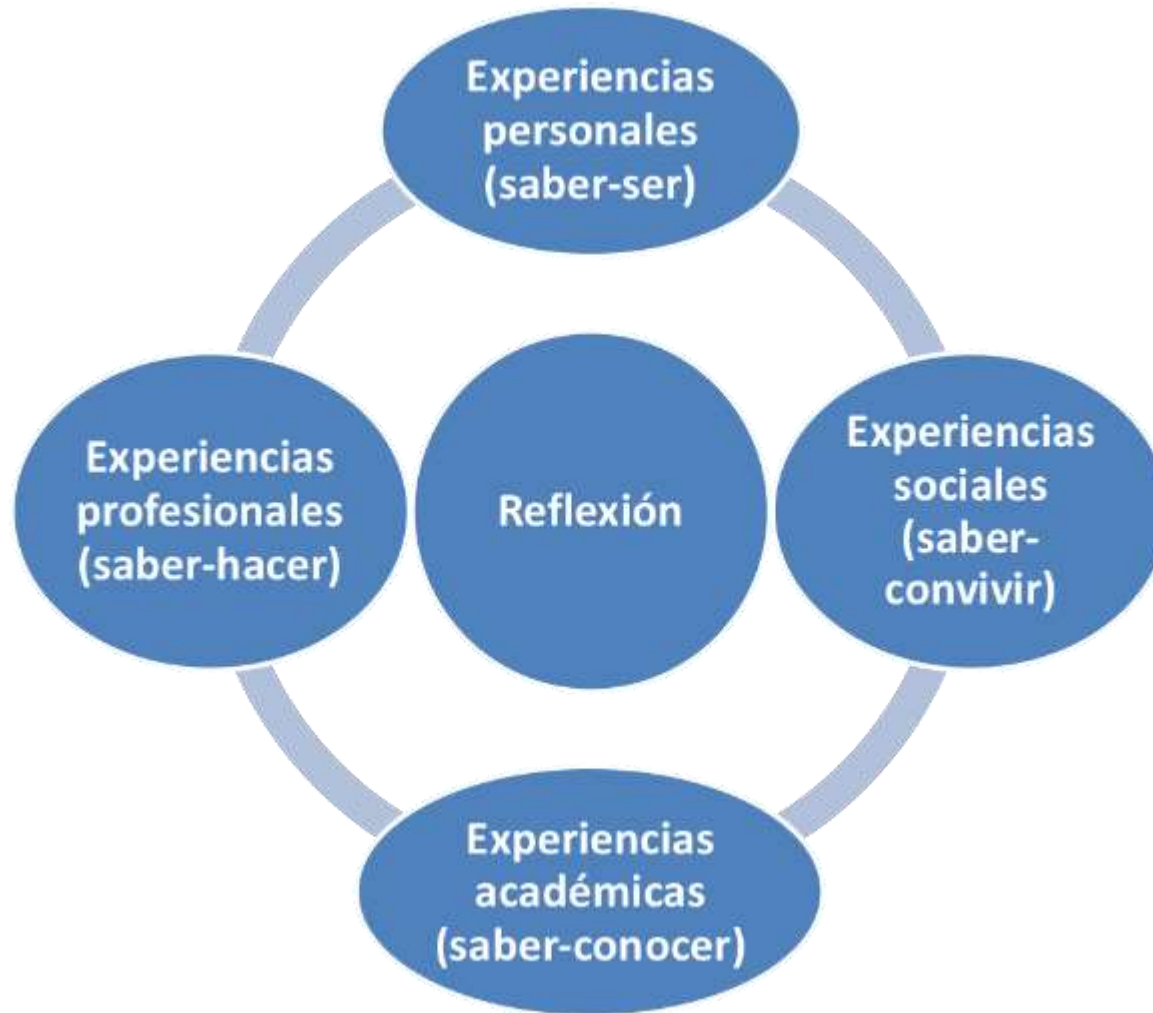 Experiencias
personales
(saber-ser)
Experiencias
profesionales
(saber-hacer)
Reflexión
Experiencias
sociales
(saber-
convivir)
Experiencias
académicas
(saber-conocer)